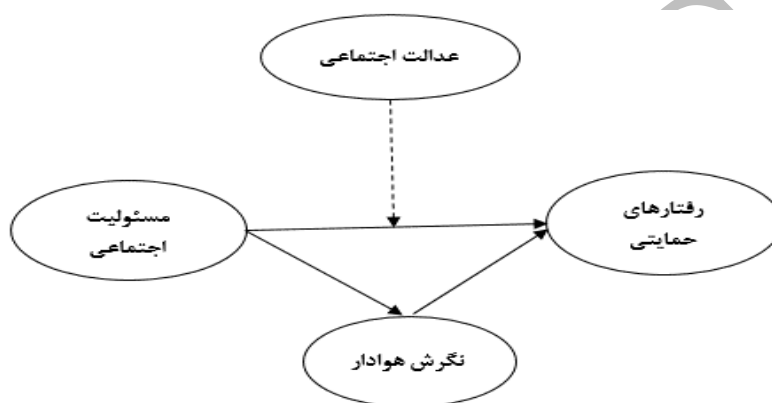 عدالت اجتماعی
مسئولیت
اجتماعی
رفتارهای
حمایتی
نگرش هوادار